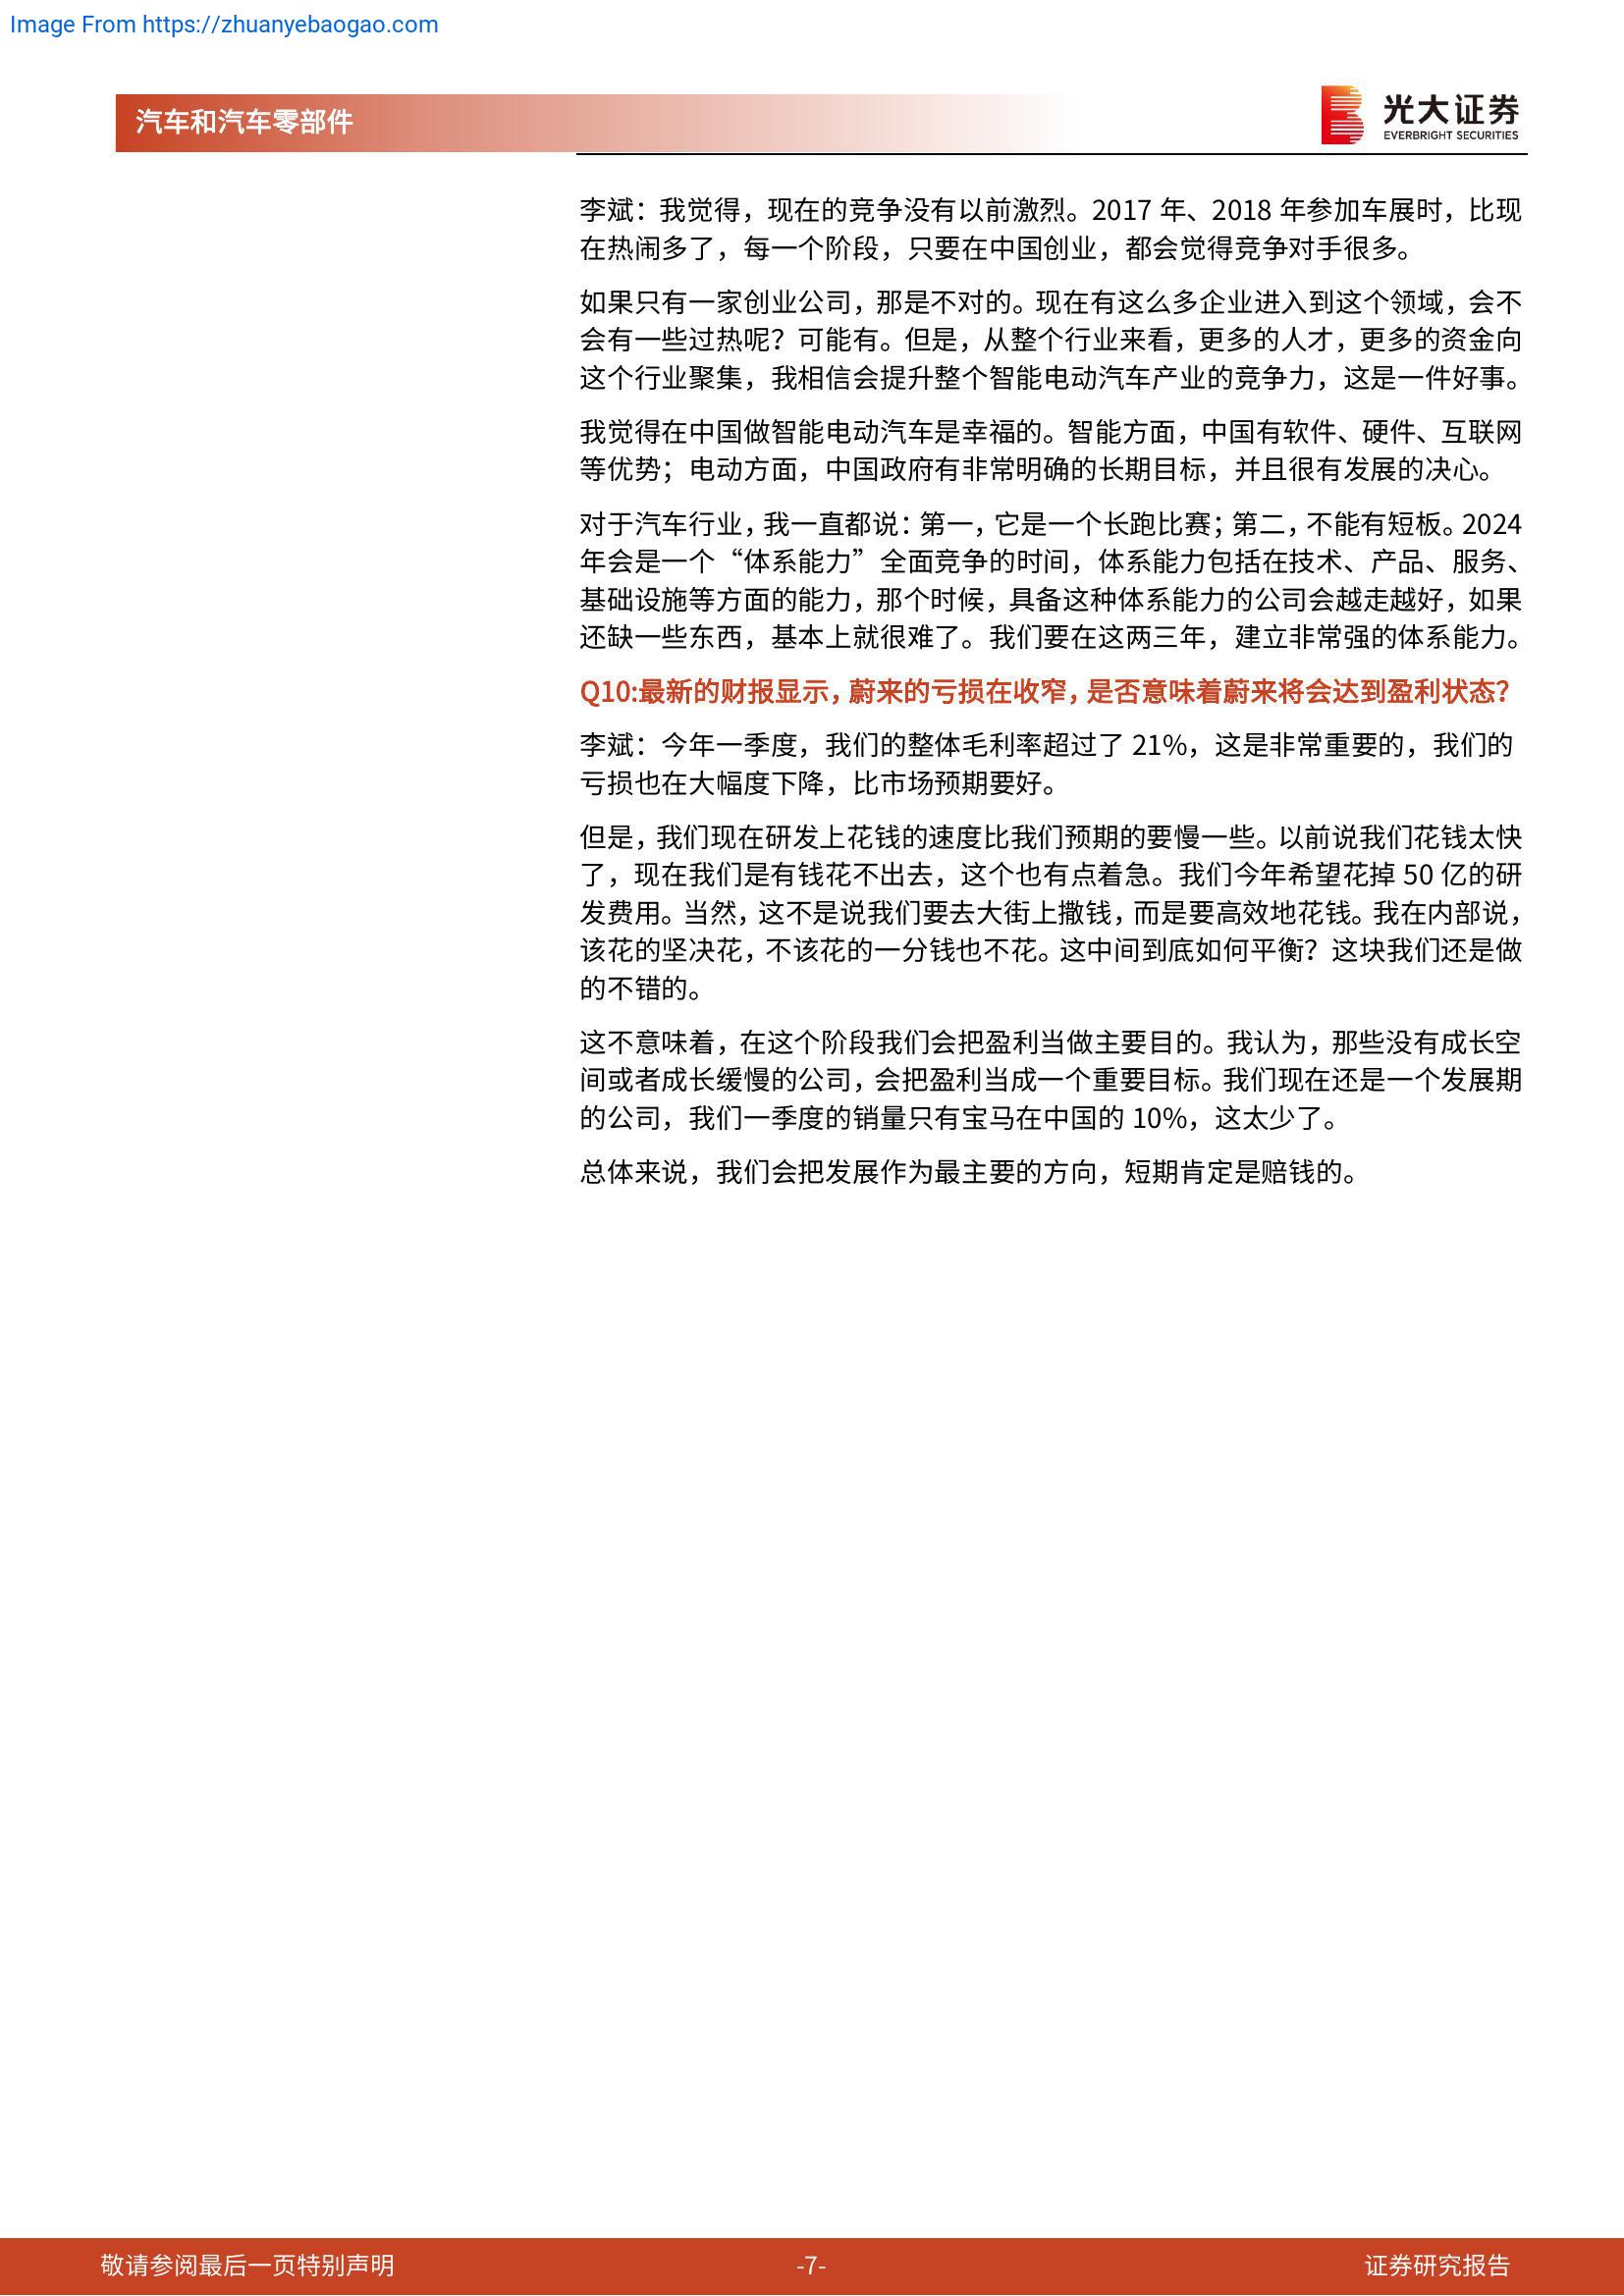 Image From https://zhuanyebaogao.com
汽车和汽车零部件
光大证券
EVERBRIGHT SECURITIES
李斌：我觉得，现在的竞争没有以前激烈。2017 年、2018 年参加车展时，比现
在热闹多了，每一个阶段，只要在中国创业，都会觉得竞争对手很多。
如果只有一家创业公司，那是不对的。现在有这么多企业进入到这个领域，会不
会有一些过热呢？可能有。但是，从整个行业来看，更多的人才，更多的资金向
这个行业聚集，我相信会提升整个智能电动汽车产业的竞争力，这是一件好事。
我觉得在中国做智能电动汽车是幸福的。智能方面，中国有软件、硬件、互联网
等优势；电动方面，中国政府有非常明确的长期目标，并且很有发展的决心。
对于汽车行业，我一直都说：第一，它是一个长跑比赛；第二，不能有短板。2024
年会是一个“体系能力”全面竞争的时间，体系能力包括在技术、产品、服务、
基础设施等方面的能力，那个时候，具备这种体系能力的公司会越走越好，如果
还缺一些东西，基本上就很难了。我们要在这两三年，建立非常强的体系能力。
Q10:最新的财报显示，蔚来的亏损在收窄，是否意味着蔚来将会达到盈利状态？
李斌：今年一季度，我们的整体毛利率超过了 21%，这是非常重要的，我们的
亏损也在大幅度下降，比市场预期要好。
但是，我们现在研发上花钱的速度比我们预期的要慢一些。以前说我们花钱太快
了，现在我们是有钱花不出去，这个也有点着急。我们今年希望花掉 50 亿的研
发费用。当然，这不是说我们要去大街上撒钱，而是要高效地花钱。我在内部说，
该花的坚决花，不该花的一分钱也不花。这中间到底如何平衡？这块我们还是做
的不错的。
这不意味着，在这个阶段我们会把盈利当做主要目的。我认为，那些没有成长空
间或者成长缓慢的公司，会把盈利当成一个重要目标。我们现在还是一个发展期
的公司，我们一季度的销量只有宝马在中国的 10%，这太少了。
总体来说，我们会把发展作为最主要的方向，短期肯定是赔钱的。
敬请参阅最后一页特别声明
-7-
证券研究报告